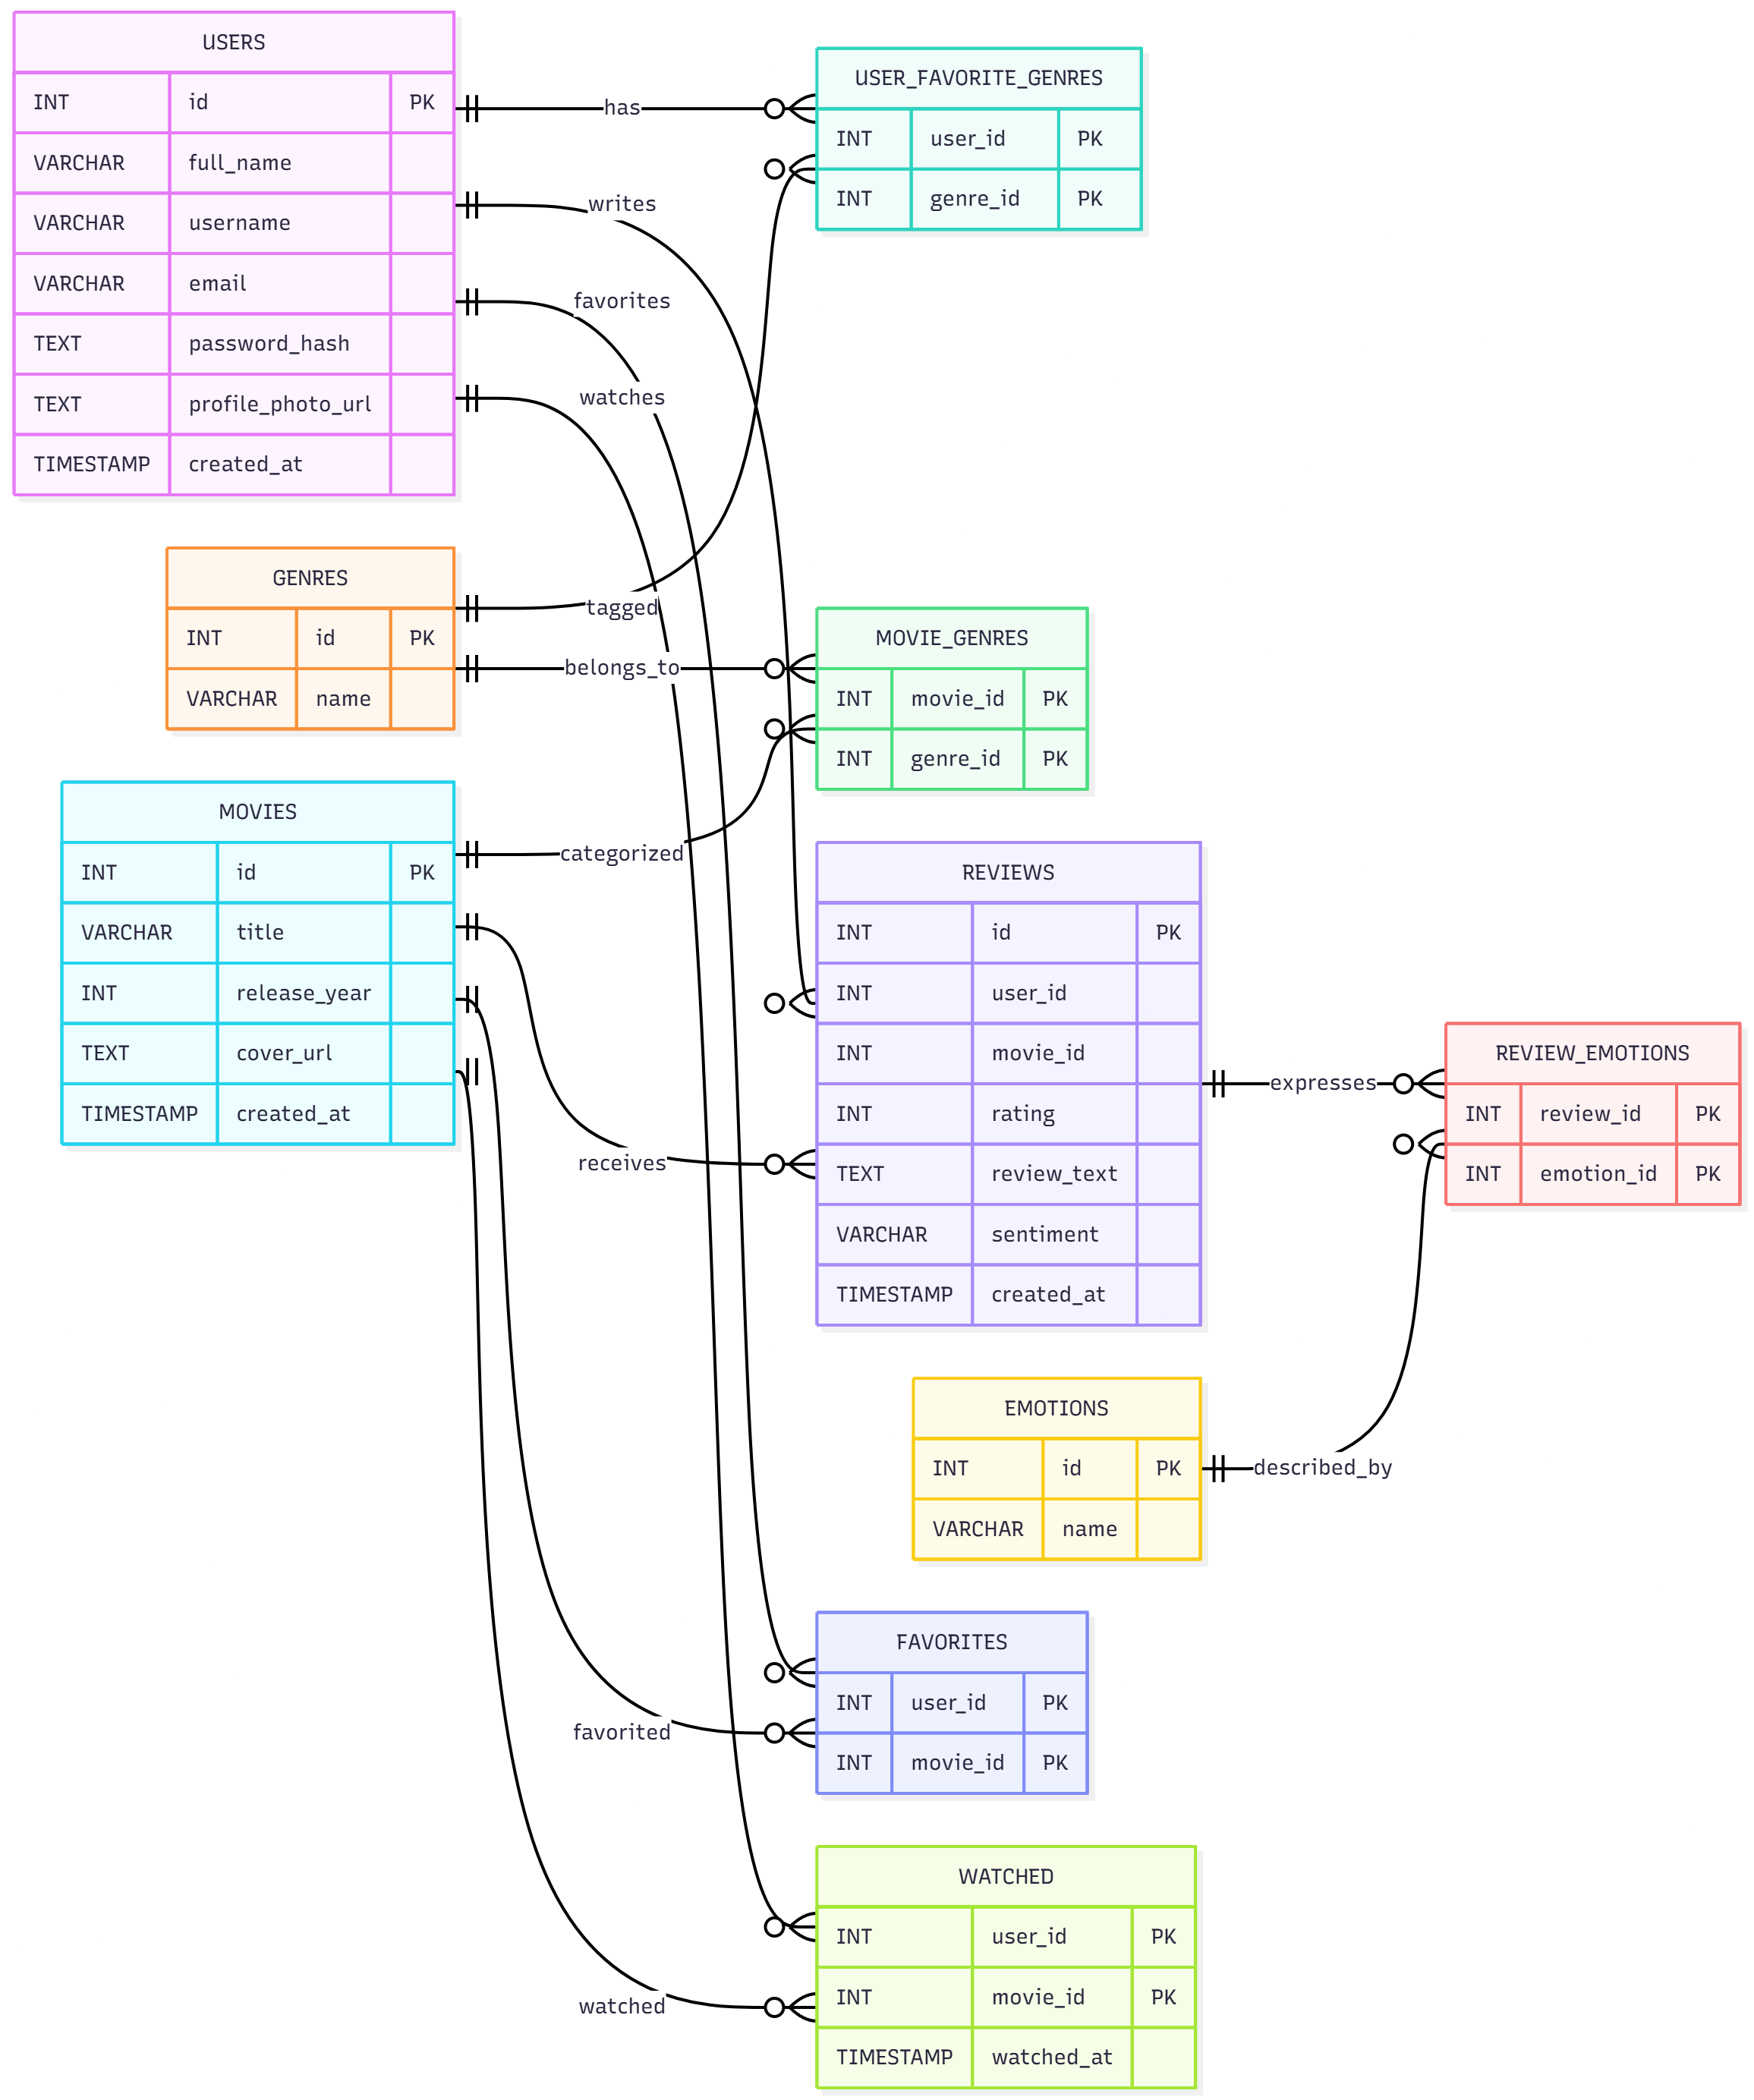 USERS
INT id PK
VARCHAR full_name
VARCHAR username
VARCHAR email
TEXT password_hash
TEXT profile_photo_url
TIMESTAMP created_at
has
writes
favorites
watches
USER_FAVORITE_GENRES
INT user_id PK
INT genre_id PK
GENRES
INT id PK
VARCHAR name
tagged
belongs_to
MOVIE_GENRES
INT movie_id PK
INT genre_id PK
MOVIES
INT id PK
VARCHAR title
INT release_year
TEXT cover_url
TIMESTAMP created_at
categorized
receives
REVIEWS
INT id PK
INT user_id
INT movie_id
INT rating
TEXT review_text
VARCHAR sentiment
TIMESTAMP created_at
expresses
REVIEW_EMOTIONS
INT review_id PK
INT emotion_id PK
EMOTIONS
INT id PK
VARCHAR name
described_by
FAVORITES
INT user_id PK
INT movie_id PK
favorited
WATCHED
INT user_id PK
INT movie_id PK
TIMESTAMP watched_at
watched